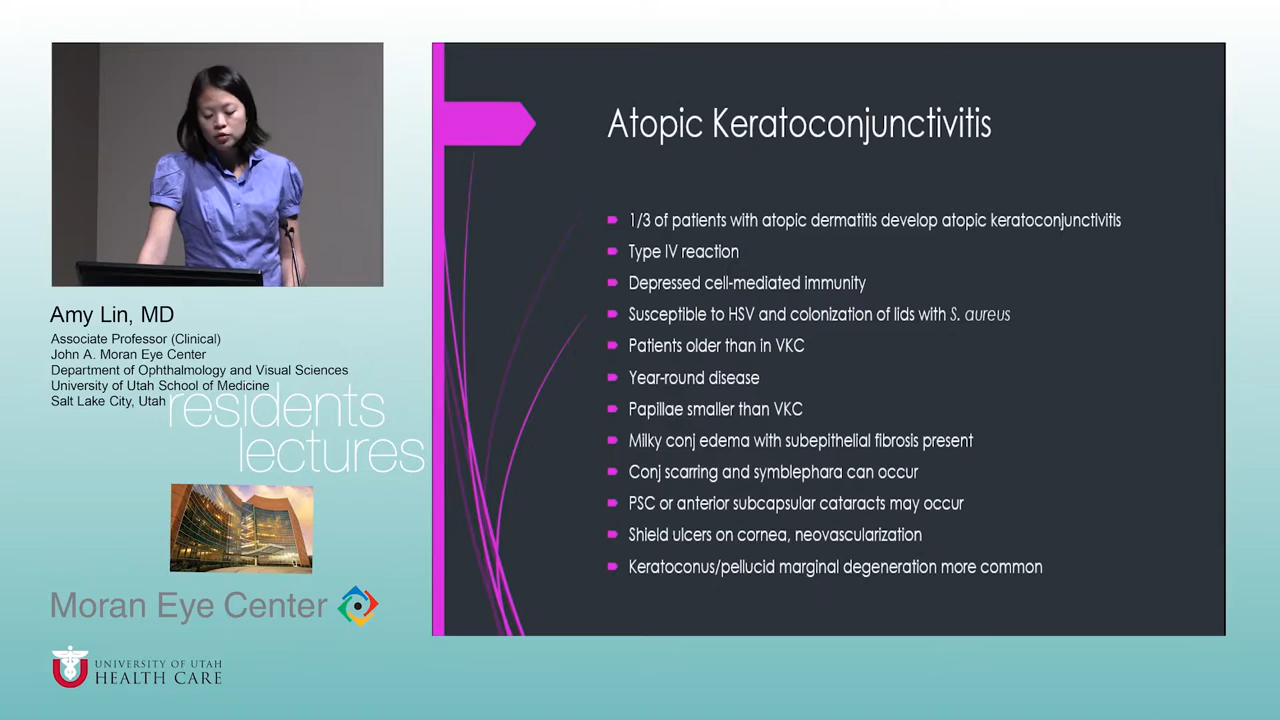 Amy Lin, MD
Associate Professor (Clinical)
John A. Moran Eye Center
Department of Ophthalmology and Visual Sciences
University of Utah School of Medicine
Salt Lake City, Utah
residents
lectures
Moran Eye Center
UNIVERSITY OF UTAH
HEALTH CARE
Atopic Keratoconjunctivitis
1/3 of patients with atopic dermatitis develop atopic keratoconjunctivitis
Type IV reaction
Depressed cell-mediated immunity
Susceptible to HSV and colonization of lids with S. aureus
Patients older than in VKC
Year-round disease
Papillae smaller than VKC
Milky conj edema with subepithelial fibrosis present
Conj scarring and symblephara can occur
PSC or anterior subcapsular cataracts may occur
Shield ulcers on cornea, neovascularization
Keratoconus/pellucid marginal degeneration more common